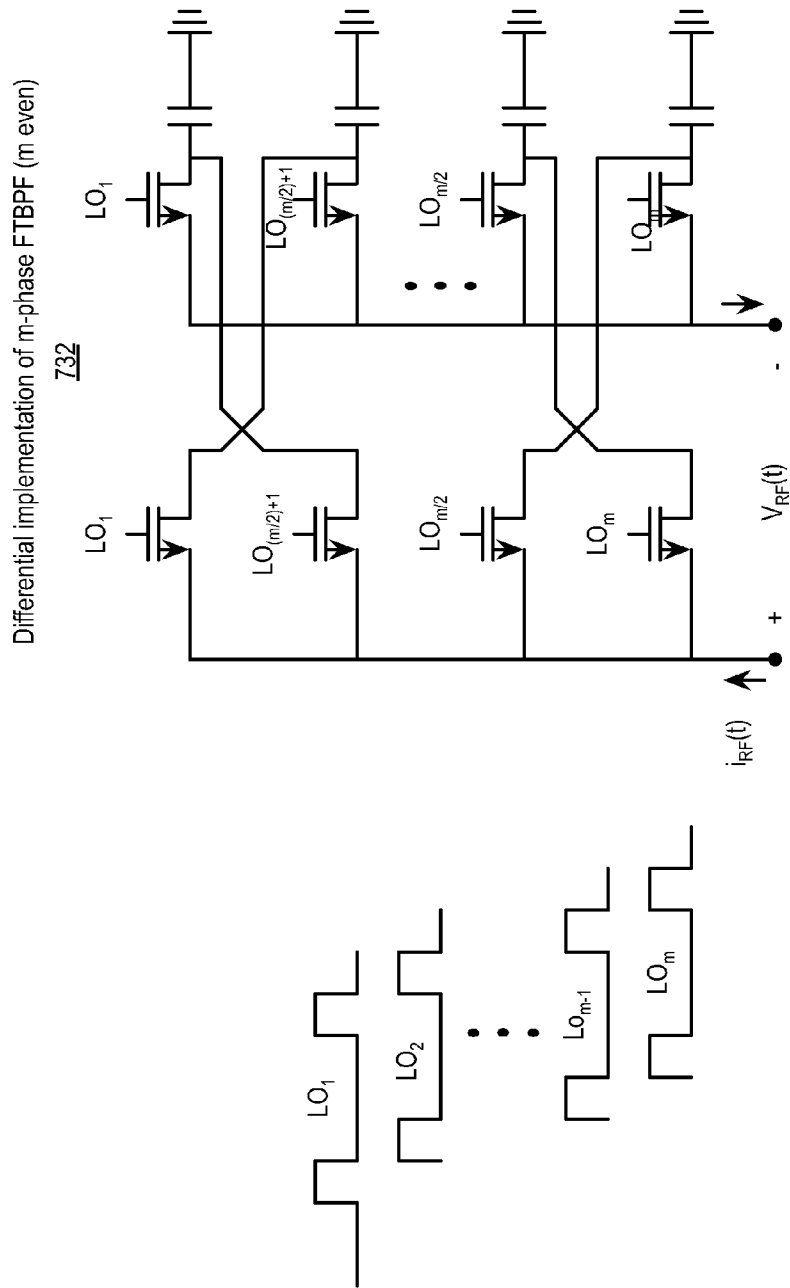 Differential implementation of m-phase FTBPF (m even)
732
LO1
LO1
LO(m/2)+1
LO(m/2)+1
LOm/2
LOm/2
LOm
LOm
+
-
VRF(t)
iRF(t)
LO1
LO2
Lom-1
LOm